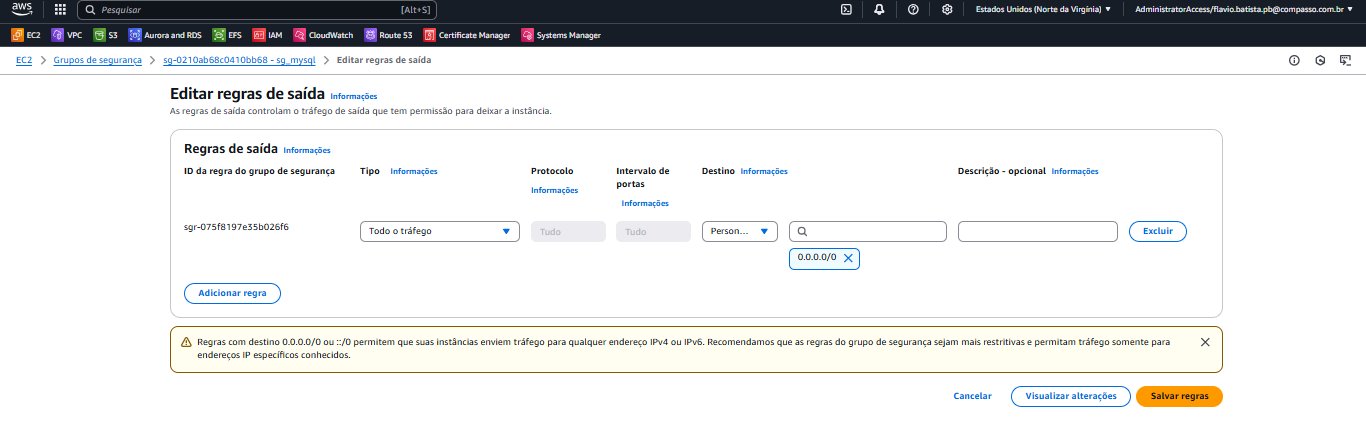 aws
Pesquisar [Alt+S] Estados Unidos (Norte da Virgínia) AdministratorAccess/flavio.batista.pb@compasso.com.br
EC2 VPC S3 Aurora and RDS EFS IAM CloudWatch Route 53 Certificate Manager Systems Manager
EC2 Grupos de segurança sg-0210ab68c0410bb68 - sg_mysql Editar regras de saída
Editar regras de saída Informações
As regras de saída controlam o tráfego de saída que tem permissão para deixar a instância.
Regras de saída Informações
ID da regra do grupo de segurança Tipo Informações Protocolo Informações Intervalo de portas Informações Destino Informações Descrição - opcional Informações
sgr-075f8197e35b026f6 Todo o tráfego Tudo Tudo Person... Excluir
0.0.0.0/0
Adicionar regra
Regras com destino 0.0.0.0/0 ou ::/0 permitem que suas instâncias enviem tráfego para qualquer endereço IPv4 ou IPv6. Recomendamos que as regras do grupo de segurança sejam mais restritivas e permitam tráfego somente para
endereços IP específicos conhecidos.
Cancelar Visualizar alterações Salvar regras